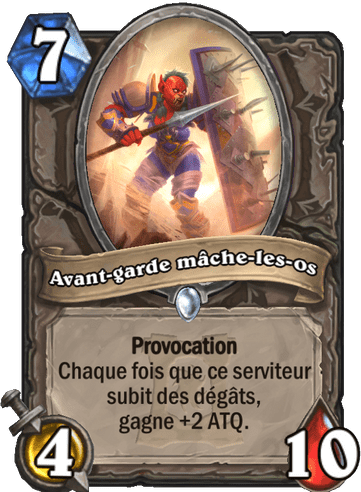 7
Avant-garde mâche-les-os
Provocation
Chaque fois que ce serviteur
subit des dégâts,
gagne +2 ATQ.
4
10